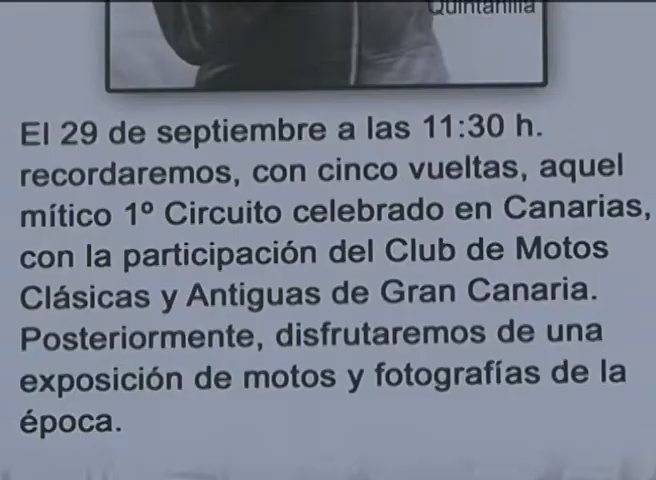 Quintanilla
El 29 de septiembre a las 11:30 h.
recordaremos, con cinco vueltas, aquel
mítico 1º Circuito celebrado en Canarias,
con la participación del Club de Motos
Clásicas y Antiguas de Gran Canaria.
Posteriormente, disfrutaremos de una
exposición de motos y fotografías de la
época.